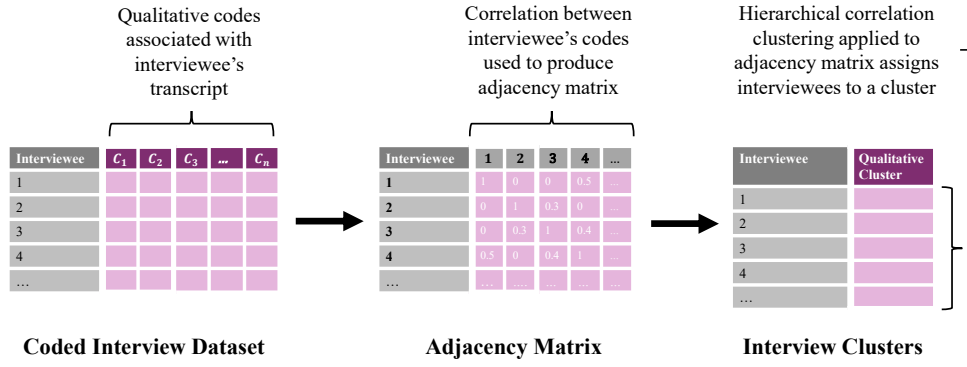 Qualitative codes
associated with
interviewee's
transcript
Correlation between
interviewee's codes
used to produce
adjacency matrix
Hierarchical correlation
clustering applied to
adjacency matrix assigns
interviewees to a cluster
Interviewee C1 C2 C3 ... Cn
1
2
3
4
...
Interviewee 1 2 3 4 ...
1 1 0 0 0.5 ...
2 0 1 0.3 0 ...
3 0 0.3 1 0.4 ...
4 0.5 0 0.4 1 ...
... ... .... ... ... ...
Interviewee Qualitative
Cluster
1
2
3
4
...
Coded Interview Dataset
Adjacency Matrix
Interview Clusters